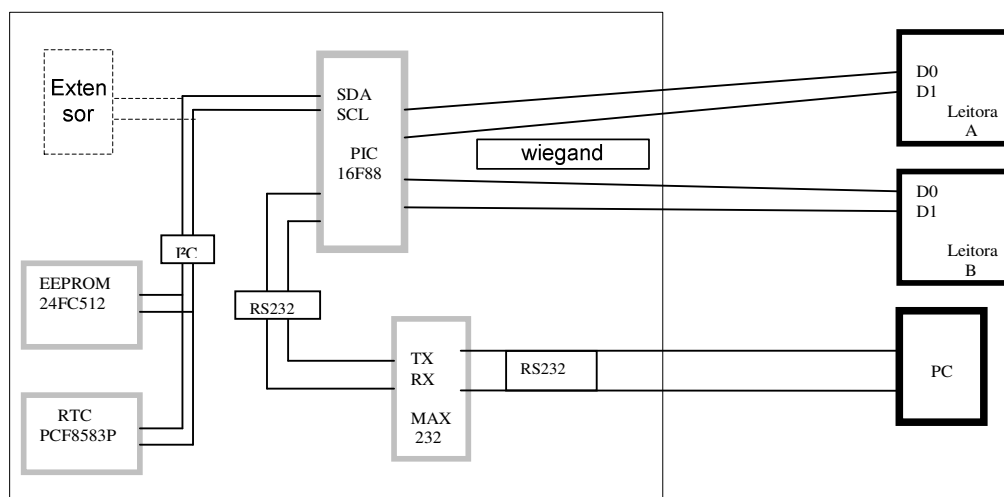 Exten
sor
SDA
SCL
PIC
16F88
wiegand
D0
D1
Leitora
A
D0
D1
Leitora
B
I²C
EEPROM
24FC512
RS232
TX
RX
MAX
232
RS232
PC
RTC
PCF8583P